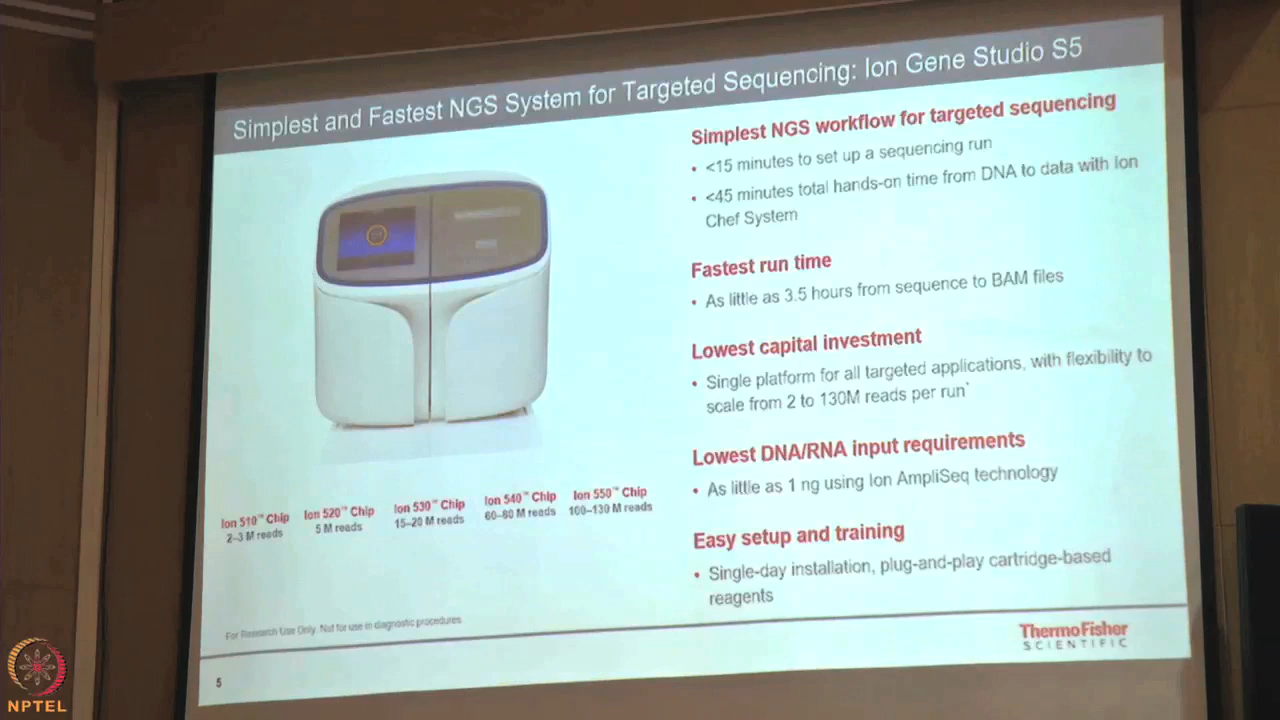 Simplest and Fastest NGS System for Targeted Sequencing: Ion Gene Studio S5
Simplest NGS workflow for targeted sequencing
• <15 minutes to set up a sequencing run
• <45 minutes total hands-on time from DNA to data with Ion
Chef System
Fastest run time
• As little as 3.5 hours from sequence to BAM files
Lowest capital investment
• Single platform for all targeted applications, with flexibility to
scale from 2 to 130M reads per run*
Lowest DNA/RNA input requirements
• As little as 1 ng using Ion AmpliSeq technology
Easy setup and training
• Single-day installation, plug-and-play cartridge-based
reagents
Ion 510™ Chip
2–3 M reads
Ion 520™ Chip
5 M reads
Ion 530™ Chip
15–20 M reads
Ion 540™ Chip
60–80 M reads
Ion 550™ Chip
100–130 M reads
For Research Use Only. Not for use in diagnostic procedures.
5
ThermoFisher
SCIENTIFIC
NPTEL